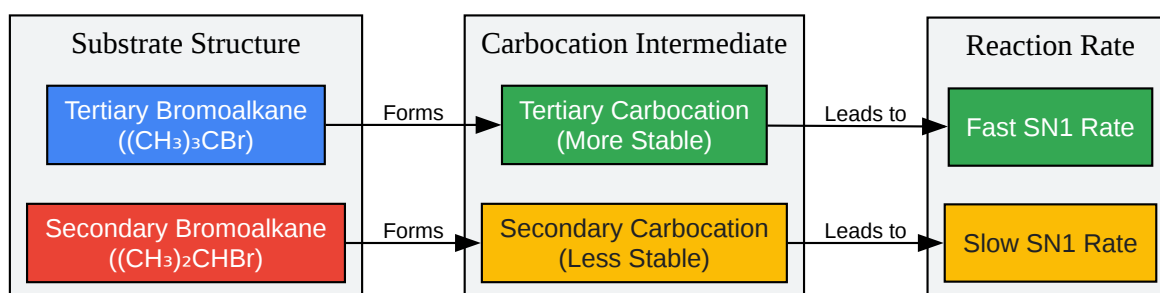 Substrate Structure
Carbocation Intermediate
Reaction Rate
Tertiary Bromoalkane
((CH₃)₃CBr)
Forms
Tertiary Carbocation
(More Stable)
Leads to
Fast SN1 Rate
Secondary Bromoalkane
((CH₃)₂CHBr)
Forms
Secondary Carbocation
(Less Stable)
Leads to
Slow SN1 Rate